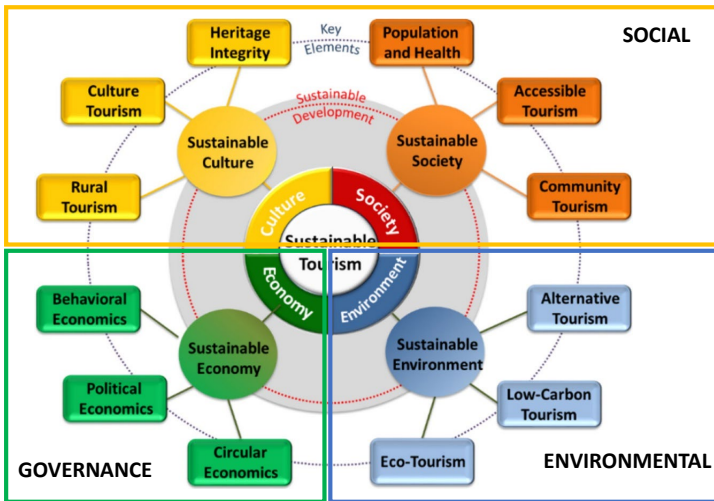 Heritage
Integrity
Key
Elements
Population
and Health
SOCIAL
Culture
Tourism
Sustainable
Development
Accessible
Tourism
Sustainable
Culture
Sustainable
Society
Rural
Tourism
Community
Tourism
Culture
Society
Sustainable
Tourism
Economy
Environment
Behavioral
Economics
Alternative
Tourism
Sustainable
Economy
Sustainable
Environment
Political
Economics
Low-Carbon
Tourism
Circular
Economics
Eco-Tourism
GOVERNANCE
ENVIRONMENTAL